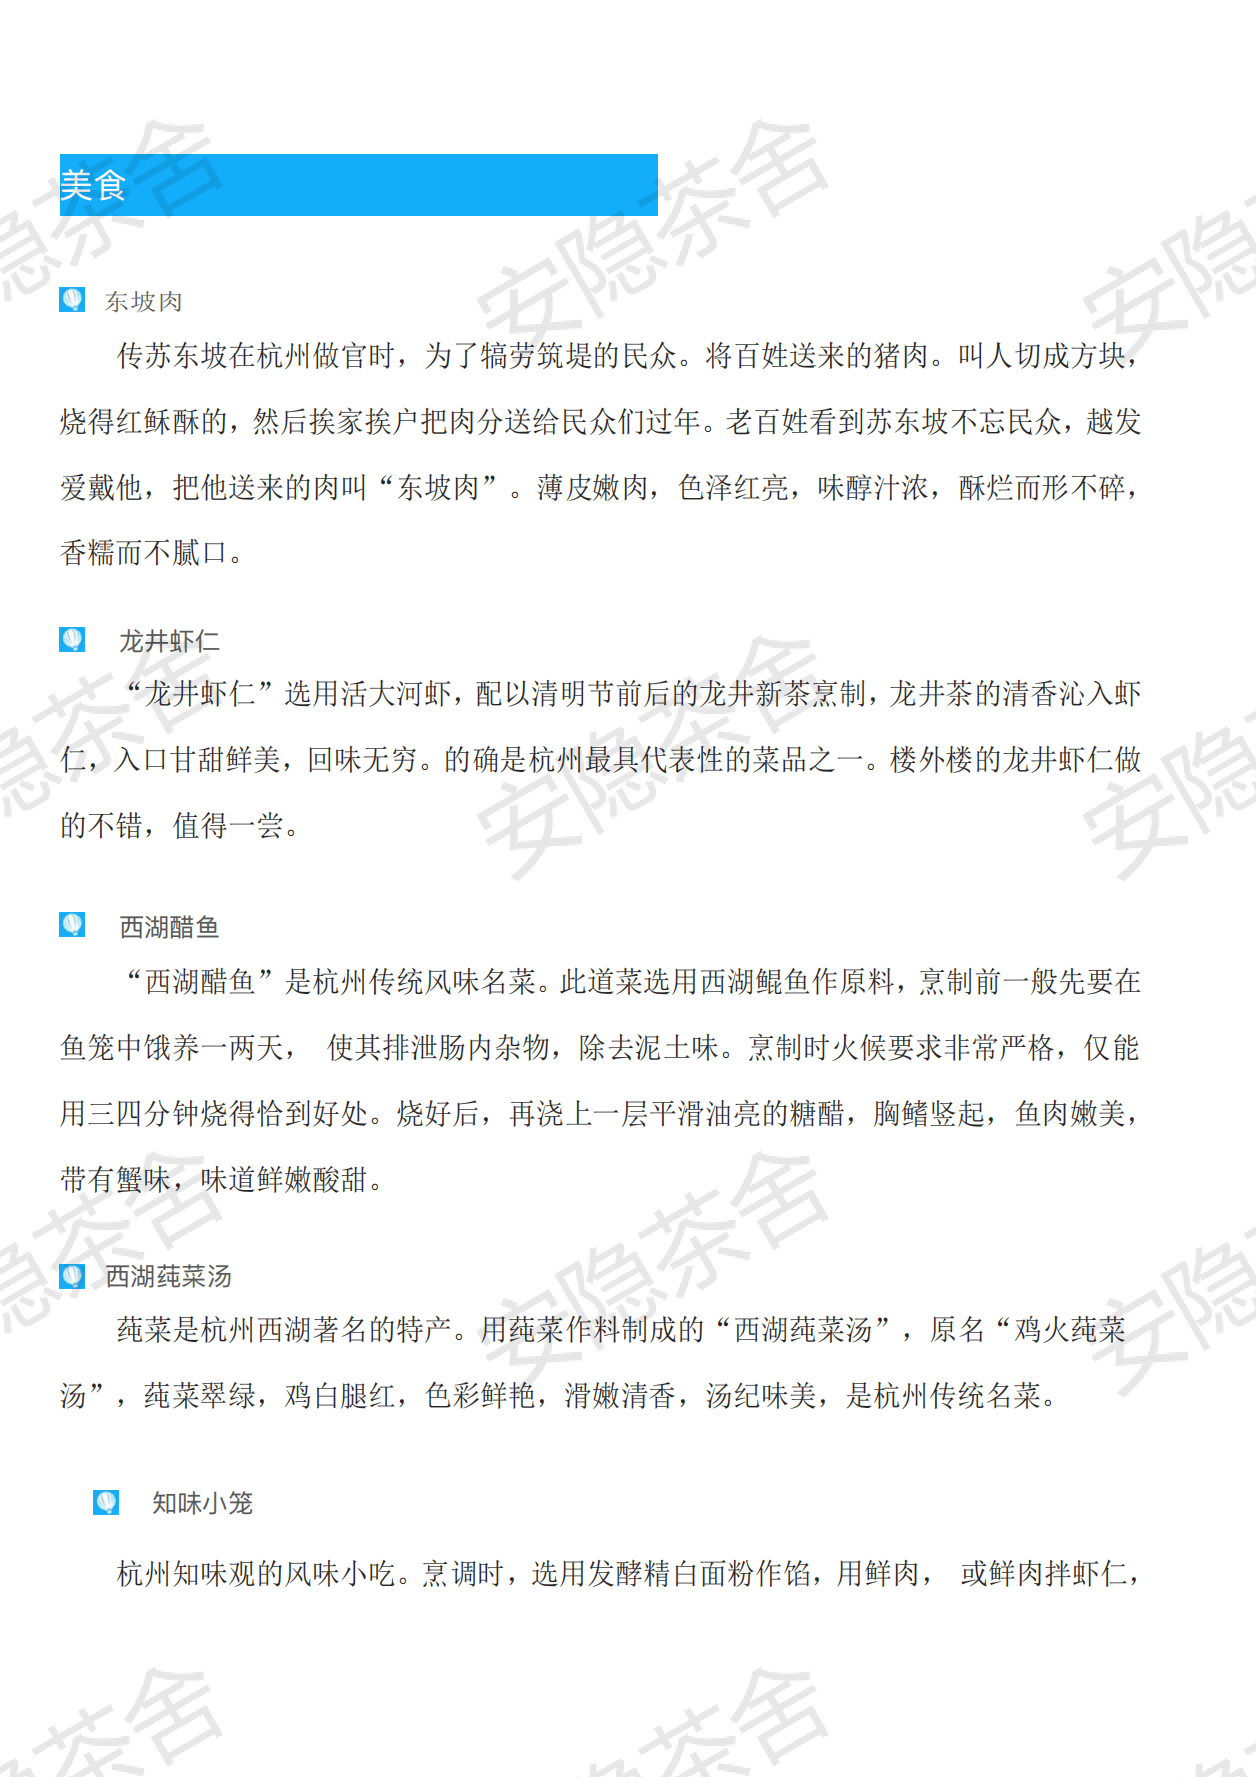 美食
东坡肉
传苏东坡在杭州做官时，为了犒劳筑堤的民众。将百姓送来的猪肉。叫人切成方块，
烧得红稣酥的，然后挨家挨户把肉分送给民众们过年。老百姓看到苏东坡不忘民众，越发
爱戴他，把他送来的肉叫“东坡肉”。薄皮嫩肉，色泽红亮，味醇汁浓，酥烂而形不碎，
香糯而不腻口。
龙井虾仁
“龙井虾仁”选用活大河虾，配以清明节前后的龙井新茶烹制，龙井茶的清香沁入虾
仁，入口甘甜鲜美，回味无穷。的确是杭州最具代表性的菜品之一。楼外楼的龙井虾仁做
的不错，值得一尝。
西湖醋鱼
“西湖醋鱼”是杭州传统风味名菜。此道菜选用西湖鲲鱼作原料，烹制前一般先要在
鱼笼中饿养一两天， 使其排泄肠内杂物，除去泥土味。烹制时火候要求非常严格，仅能
用三四分钟烧得恰到好处。烧好后，再浇上一层平滑油亮的糖醋，胸鳍竖起，鱼肉嫩美，
带有蟹味，味道鲜嫩酸甜。
西湖莼菜汤
莼菜是杭州西湖著名的特产。用莼菜作料制成的“西湖莼菜汤”，原名“鸡火莼菜
汤”，莼菜翠绿，鸡白腿红，色彩鲜艳，滑嫩清香，汤纪味美，是杭州传统名菜。
知味小笼
杭州知味观的风味小吃。烹调时，选用发酵精白面粉作馅，用鲜肉， 或鲜肉拌虾仁，
安隐茶舍